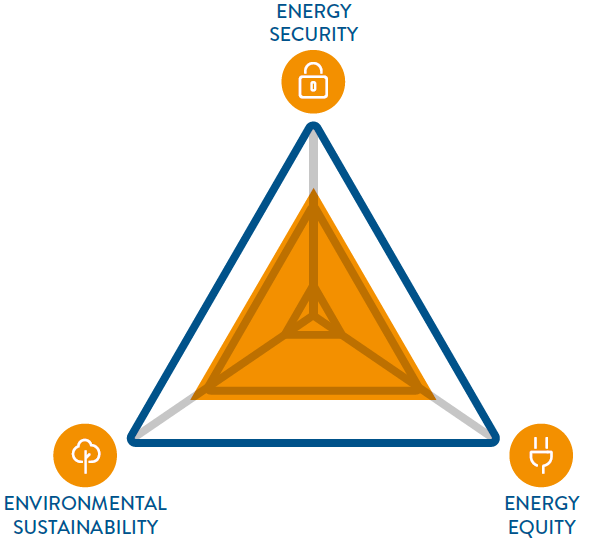 ENERGY
SECURITY
ENVIRONMENTAL
SUSTAINABILITY
ENERGY
EQUITY